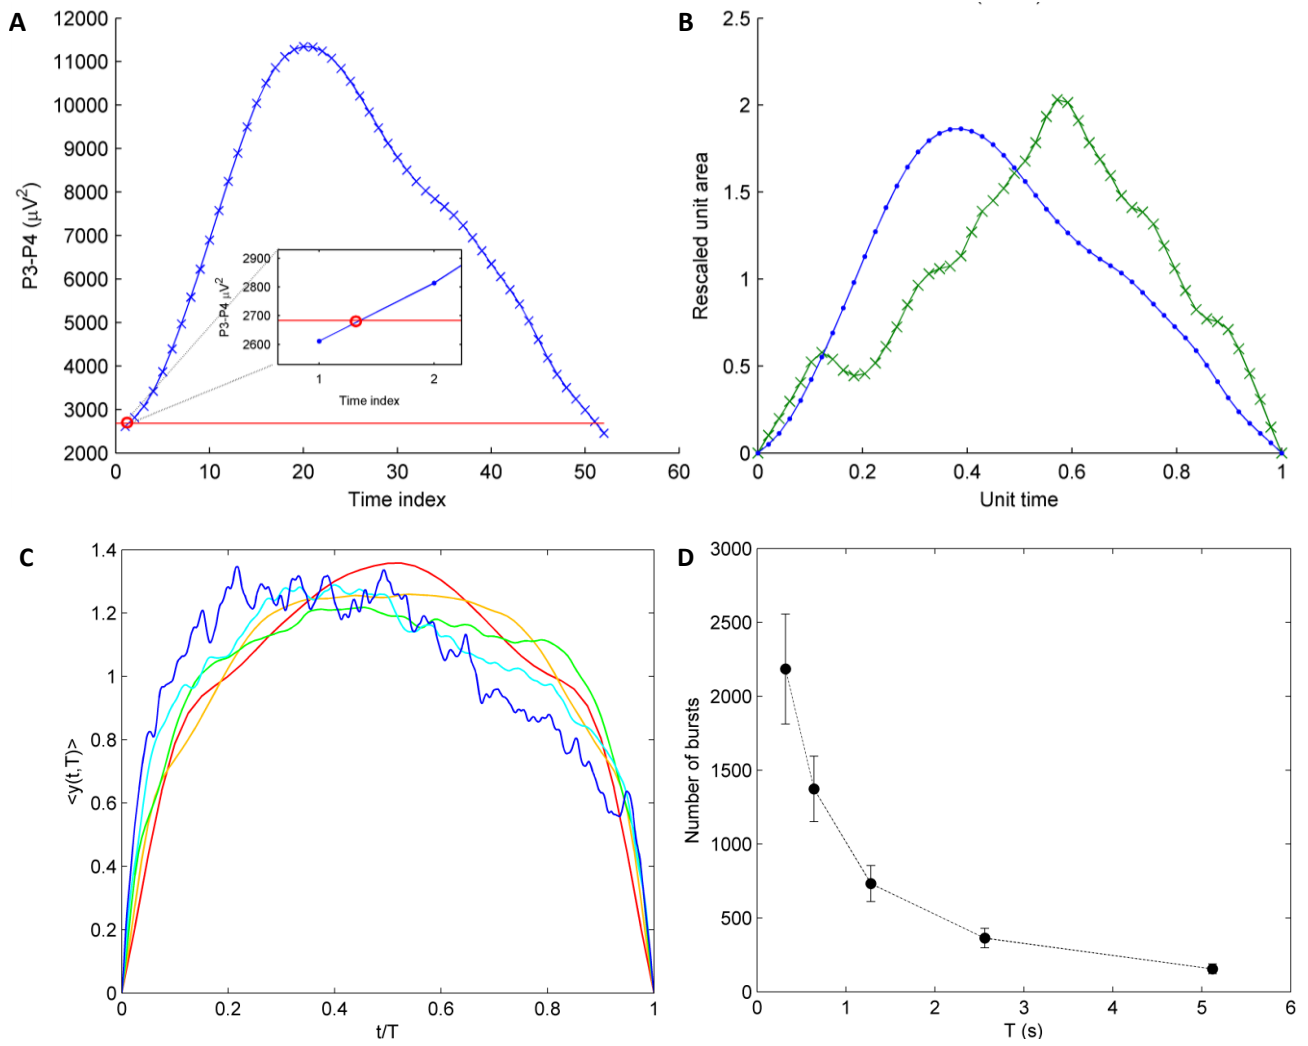 A
12000
11000
10000
9000
8000
7000
6000
5000
4000
3000
2000
P3-P4 (μV²)
0 10 20 30 40 50 60
Time index
2900
2800
2700
2600
P3-P4 μV²
1 2
Time index
B
2.5
2
1.5
1
0.5
0
Rescaled unit area
0 0.2 0.4 0.6 0.8 1
Unit time
C
1.4
1.2
1
0.8
0.6
0.4
0.2
0
<y(t,T)>
0 0.2 0.4 0.6 0.8 1
t/T
D
3000
2500
2000
1500
1000
500
0
Number of bursts
0 1 2 3 4 5 6
T (s)